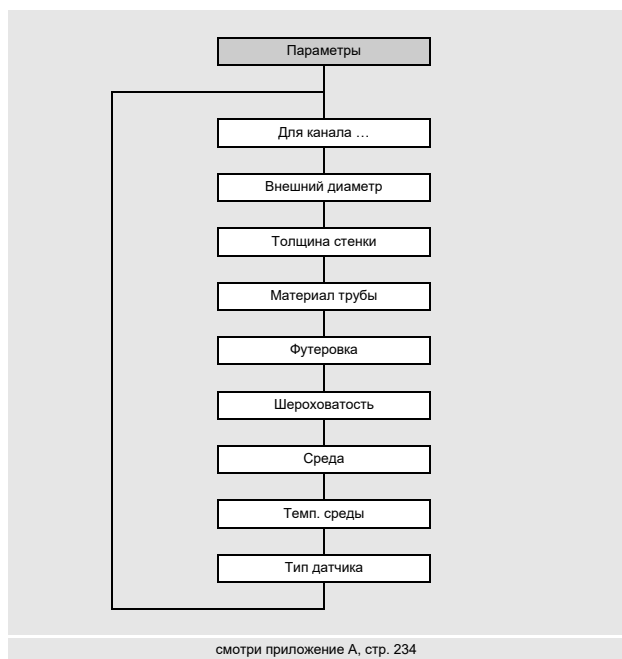 Параметры
Для канала …
Внешний диаметр
Толщина стенки
Материал трубы
Футеровка
Шероховатость
Среда
Темп. среды
Тип датчика
смотри приложение А, стр. 234